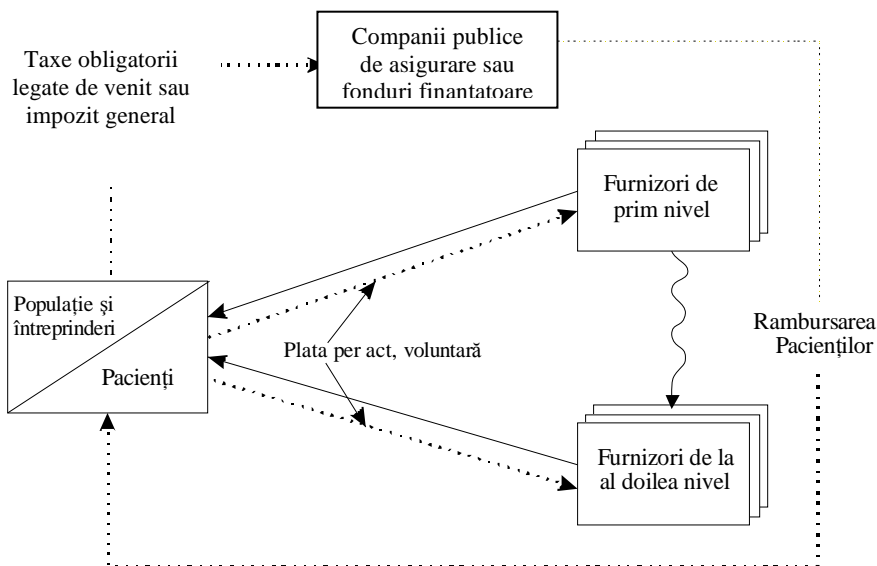 Taxe obligatorii
legate de venit sau
impozit general
Companii publice
de asigurare sau
fonduri finantatoare
Furnizori de
prim nivel
Populație și
întreprinderi
Pacienți
Plata per act, voluntară
Rambursarea
Pacienților
Furnizori de la
al doilea nivel